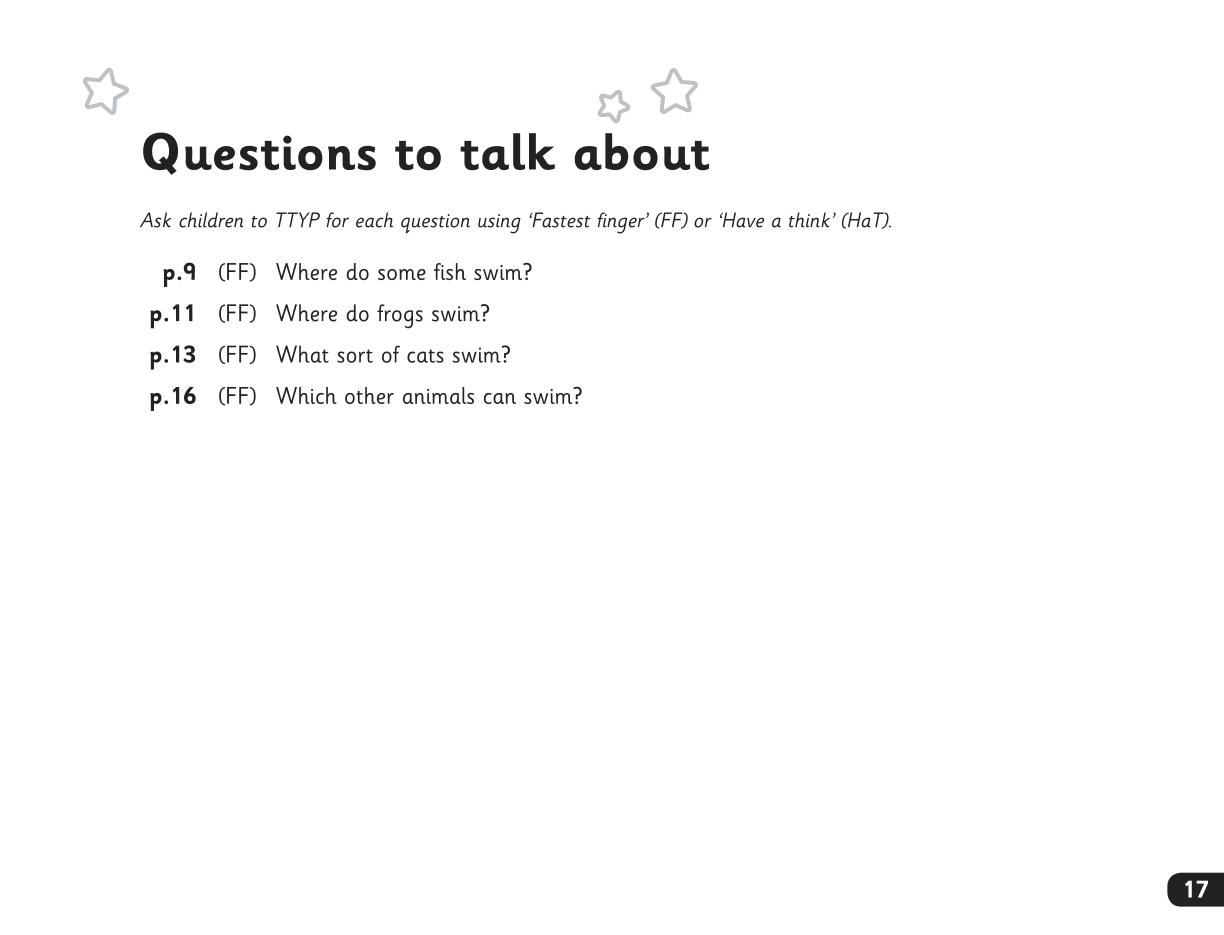 Questions to talk about
Ask children to TTYP for each question using ‘Fastest finger’ (FF) or ‘Have a think’ (HaT).
p.9 (FF) Where do some fish swim?
p.11 (FF) Where do frogs swim?
p.13 (FF) What sort of cats swim?
p.16 (FF) Which other animals can swim?
17